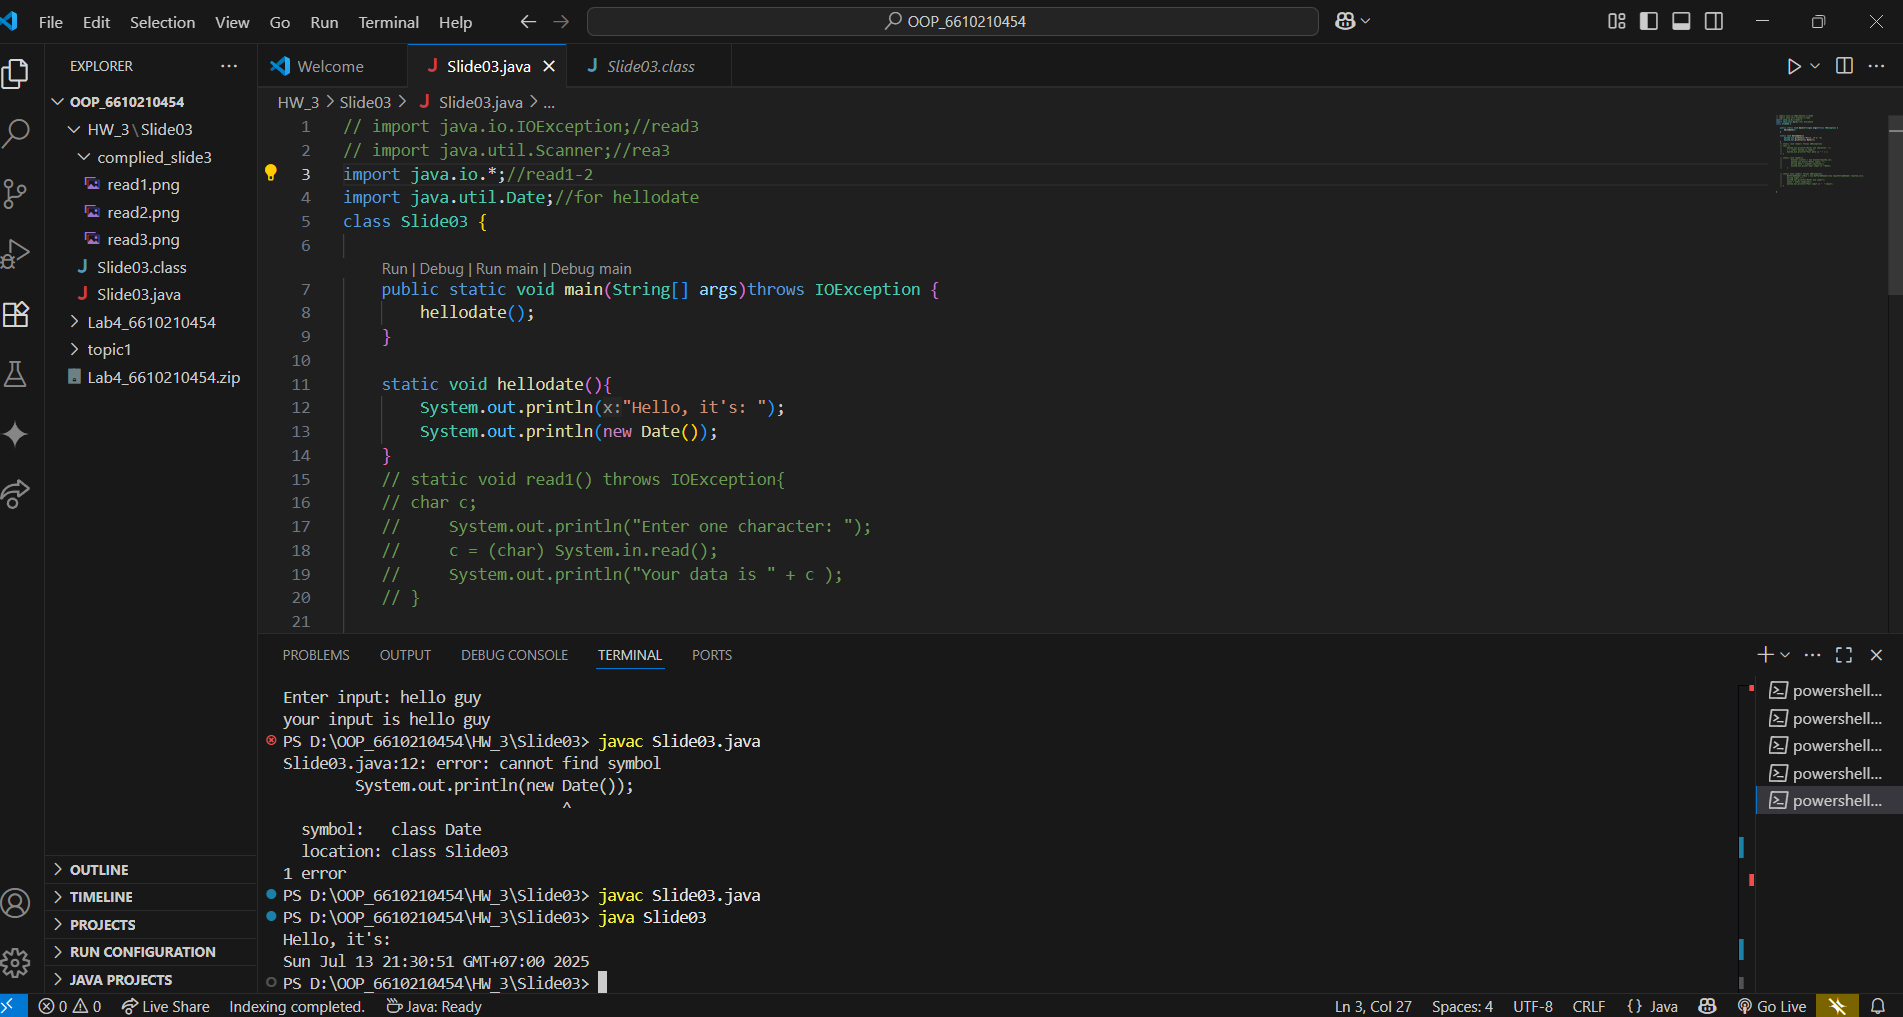 File Edit Selection View Go Run Terminal Help
OOP_6610210454
EXPLORER
OOP_6610210454
HW_3\Slide03
complied_slide3
read1.png
read2.png
read3.png
Slide03.class
Slide03.java
Lab4_6610210454
topic1
Lab4_6610210454.zip
OUTLINE
TIMELINE
PROJECTS
RUN CONFIGURATION
JAVA PROJECTS
Welcome
Slide03.java
Slide03.class
HW_3 > Slide03 > Slide03.java > ...
1 // import java.io.IOException;//read3
2 // import java.util.Scanner;//rea3
3 import java.io.*;//read1-2
4 import java.util.Date;//for hellodate
5 class Slide03 {
6
Run | Debug | Run main | Debug main
7 public static void main(String[] args)throws IOException {
8 hellodate();
9 }
10
11 static void hellodate(){
12 System.out.println(x:"Hello, it's: ");
13 System.out.println(new Date());
14 }
15 // static void read1() throws IOException{
16 // char c;
17 //     System.out.println("Enter one character: ");
18 //     c = (char) System.in.read();
19 //     System.out.println("Your data is " + c );
20 // }
21
PROBLEMS OUTPUT DEBUG CONSOLE TERMINAL PORTS
Enter input: hello guy
your input is hello guy
PS D:\OOP_6610210454\HW_3\Slide03> javac Slide03.java
Slide03.java:12: error: cannot find symbol
System.out.println(new Date());
^
symbol:   class Date
location: class Slide03
1 error
PS D:\OOP_6610210454\HW_3\Slide03> javac Slide03.java
PS D:\OOP_6610210454\HW_3\Slide03> java Slide03
Hello, it's:
Sun Jul 13 21:30:51 GMT+07:00 2025
PS D:\OOP_6610210454\HW_3\Slide03>
powershell...
powershell...
powershell...
powershell...
powershell...
0 0 Live Share Indexing completed. Java: Ready
Ln 3, Col 27 Spaces: 4 UTF-8 CRLF {} Java Go Live